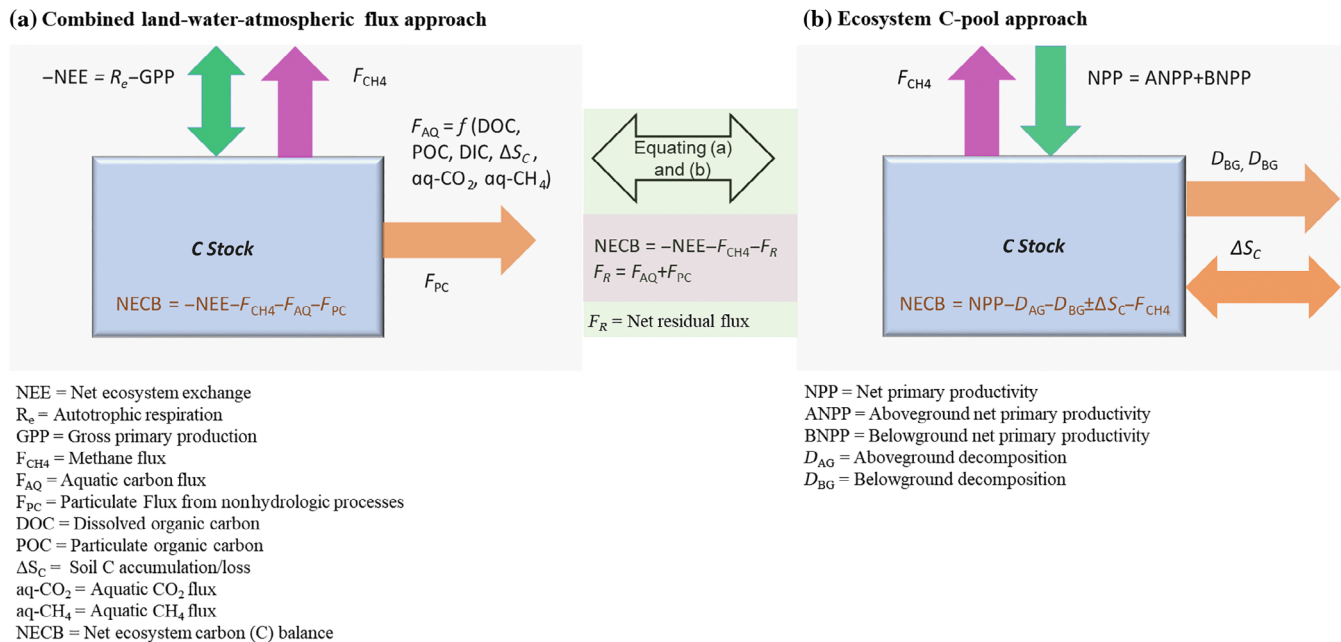 (a) Combined land-water-atmospheric flux approach
–NEE = Re–GPP
FCH4
FAQ = f (DOC,
POC, DIC, ΔSC,
aq-CO2, aq-CH4)
C Stock
FPC
NECB = –NEE–FCH4–FAQ–FPC
NEE = Net ecosystem exchange
Re = Autotrophic respiration
GPP = Gross primary production
FCH4 = Methane flux
FAQ = Aquatic carbon flux
FPC = Particulate Flux from nonhydrologic processes
DOC = Dissolved organic carbon
POC = Particulate organic carbon
ΔSC = Soil C accumulation/loss
aq-CO2 = Aquatic CO2 flux
aq-CH4 = Aquatic CH4 flux
NECB = Net ecosystem carbon (C) balance
Equating (a)
and (b)
NECB = –NEE–FCH4–FR
FR = FAQ+FPC
FR = Net residual flux
(b) Ecosystem C-pool approach
FCH4
NPP = ANPP+BNPP
DBG, DBG
C Stock
ΔSC
NECB = NPP–DAG–DBG±ΔSC–FCH4
NPP = Net primary productivity
ANPP = Aboveground net primary productivity
BNPP = Belowground net primary productivity
DAG = Aboveground decomposition
DBG = Belowground decomposition